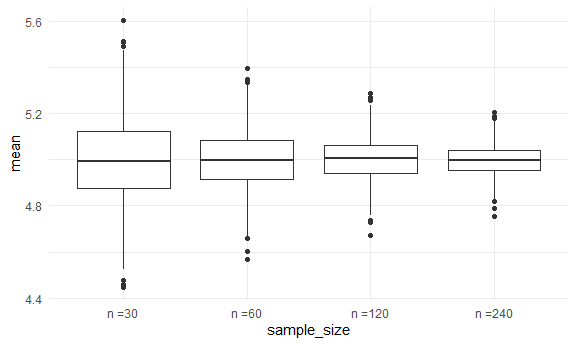 mean
5.6
5.2
4.8
4.4
n =30 n =60 n =120 n =240
sample_size